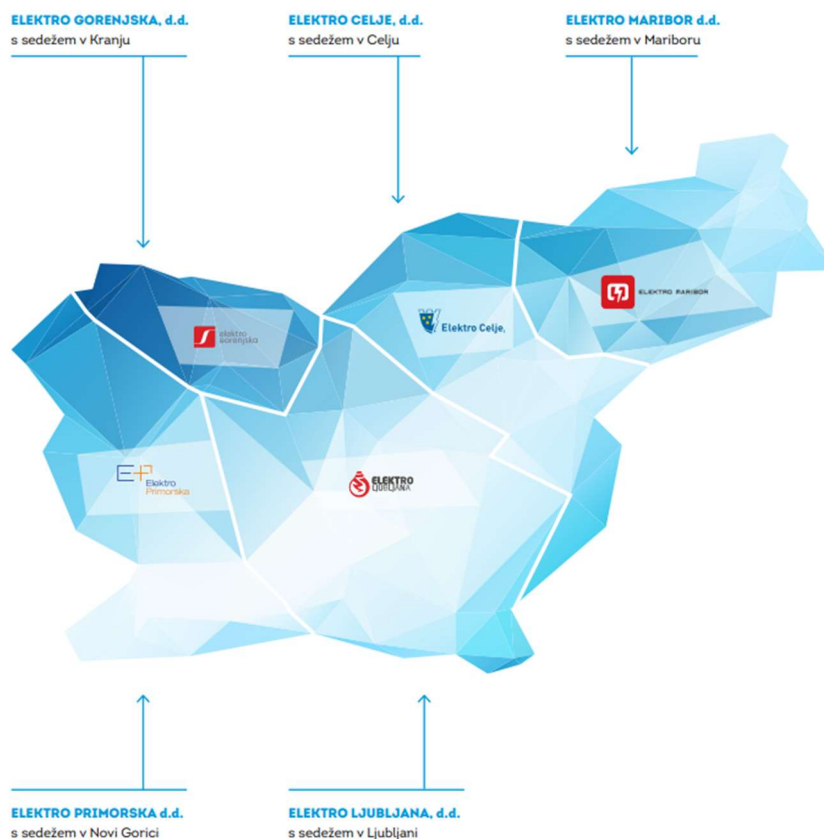 ELEKTRO GORENJSKA, d.d.
s sedežem v Kranju
ELEKTRO CELJE, d.d.
s sedežem v Celju
ELEKTRO MARIBOR d.d.
s sedežem v Mariboru
ELEKTRO MARIBOR
elektro
gorenjska
Elektro Celje,
Elektro
Primorska
ELEKTRO
LJUBLJANA
ELEKTRO PRIMORSKA d.d.
s sedežem v Novi Gorici
ELEKTRO LJUBLJANA, d.d.
s sedežem v Ljubljani